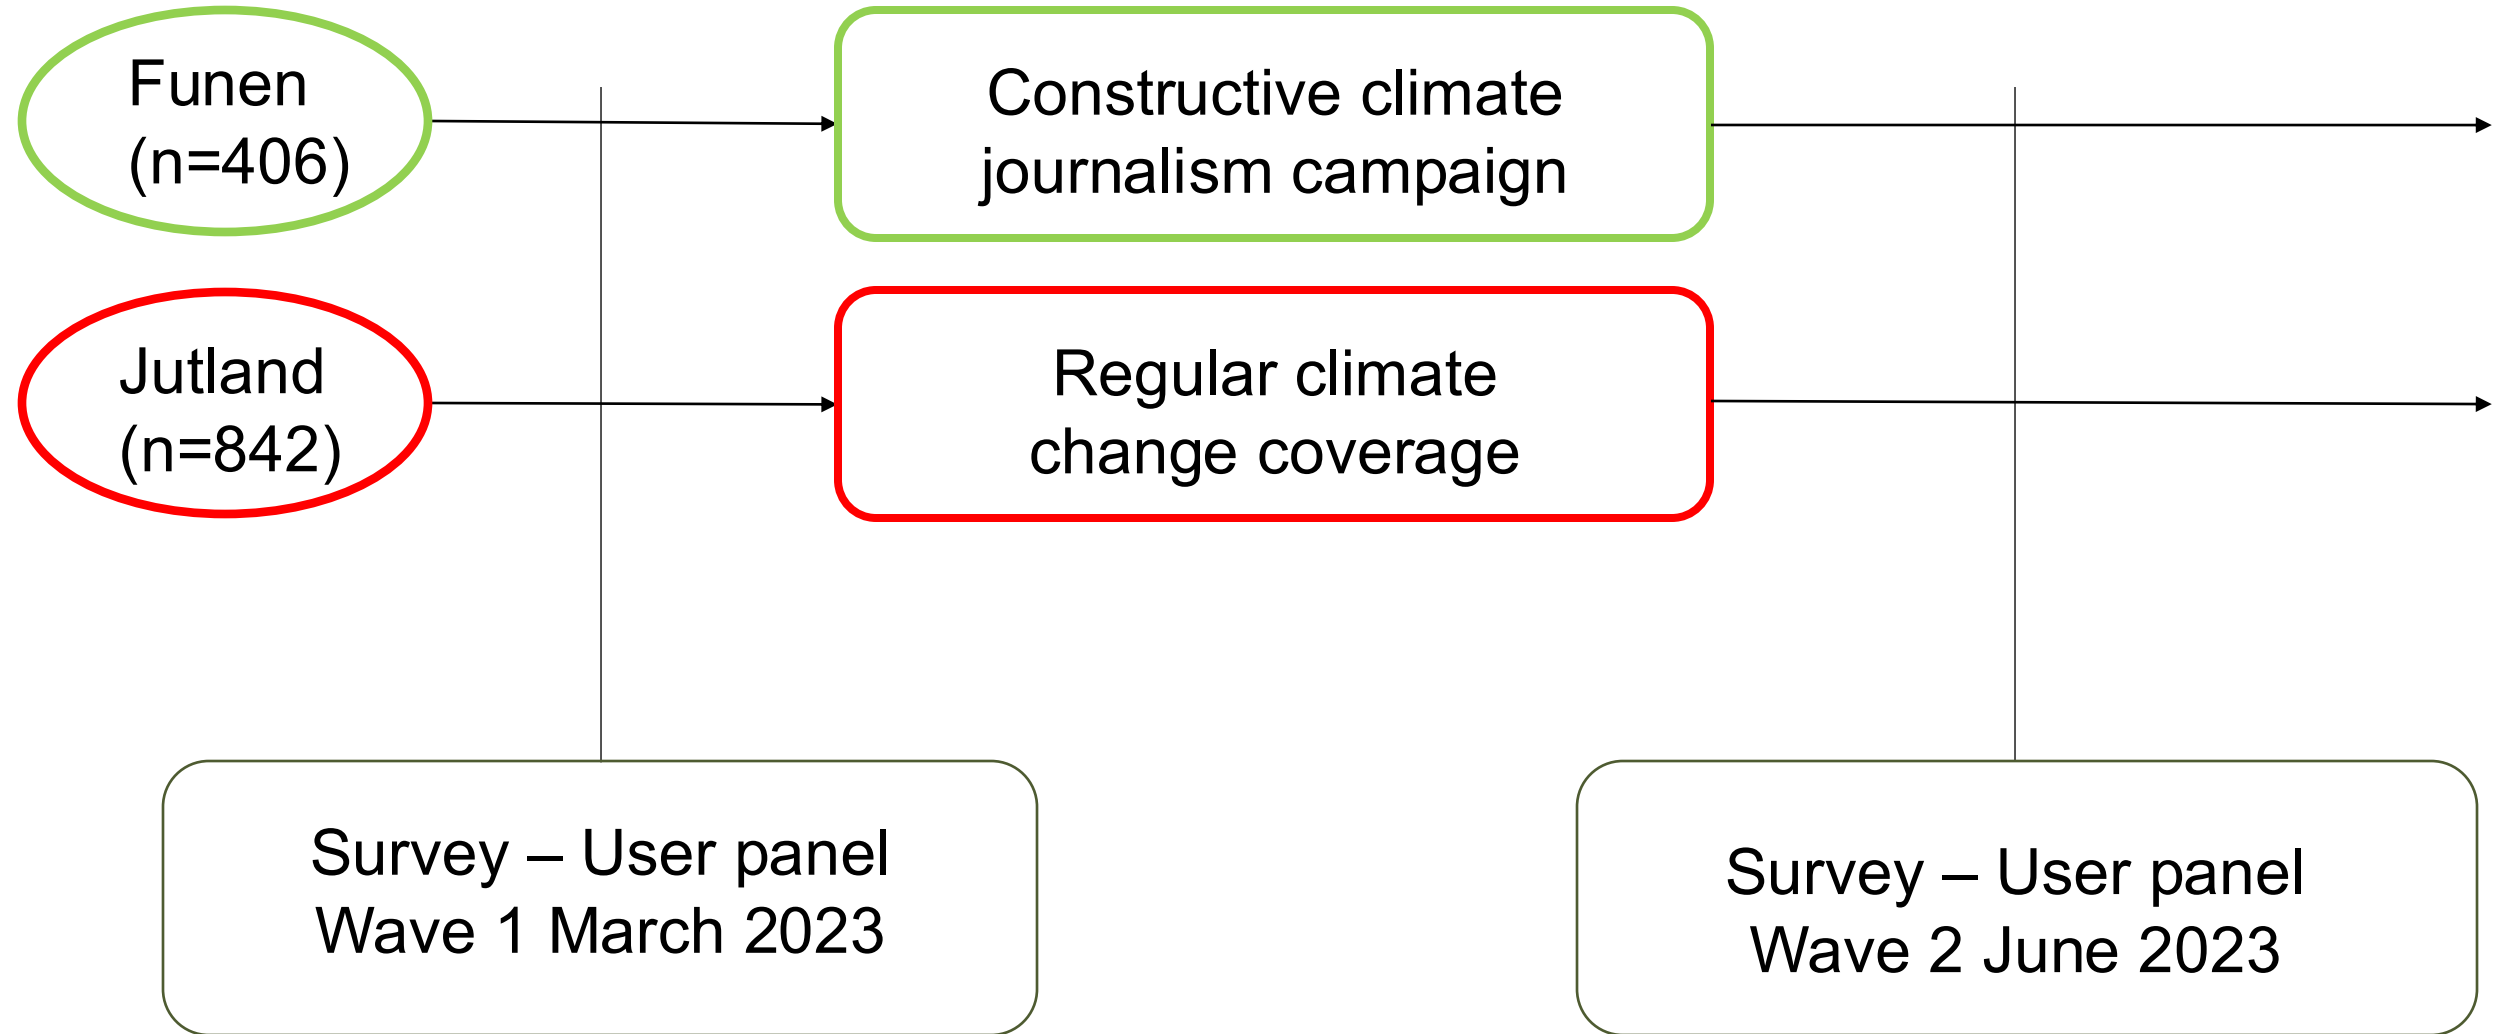 Funen
(n=406)
Constructive climate
journalism campaign
Jutland
(n=842)
Regular climate
change coverage
Survey – User panel
Wave 1 March 2023
Survey – User panel
Wave 2 June 2023